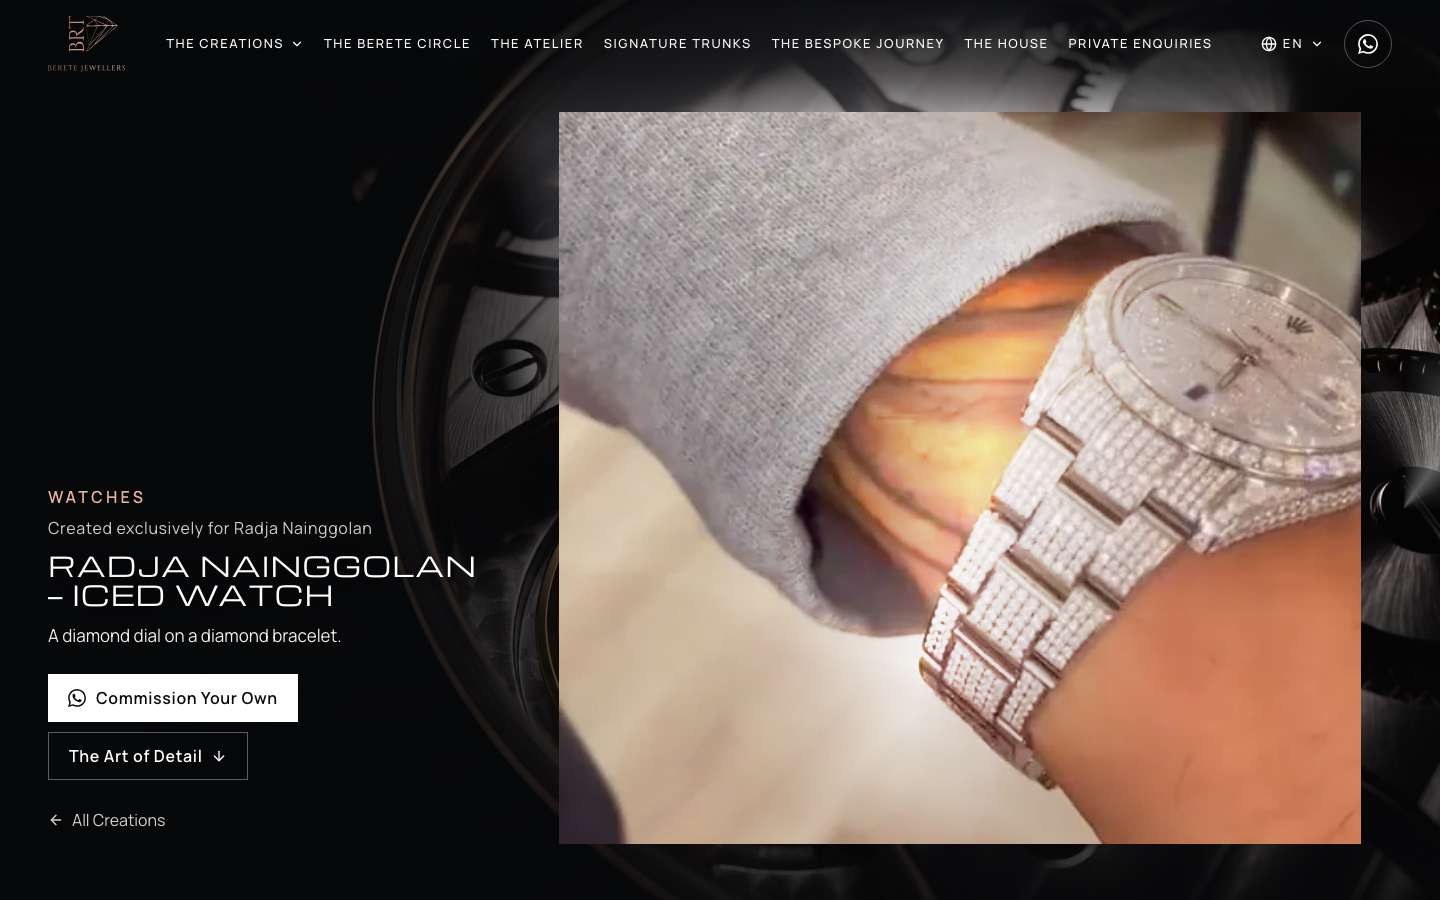 BRT
BERETE JEWELLERS
THE CREATIONS
THE BERETE CIRCLE
THE ATELIER
SIGNATURE TRUNKS
THE BESPOKE JOURNEY
THE HOUSE
PRIVATE ENQUIRIES
EN
WATCHES
Created exclusively for Radja Nainggolan
RADJA NAINGGOLAN
– ICED WATCH
A diamond dial on a diamond bracelet.
Commission Your Own
The Art of Detail
All Creations